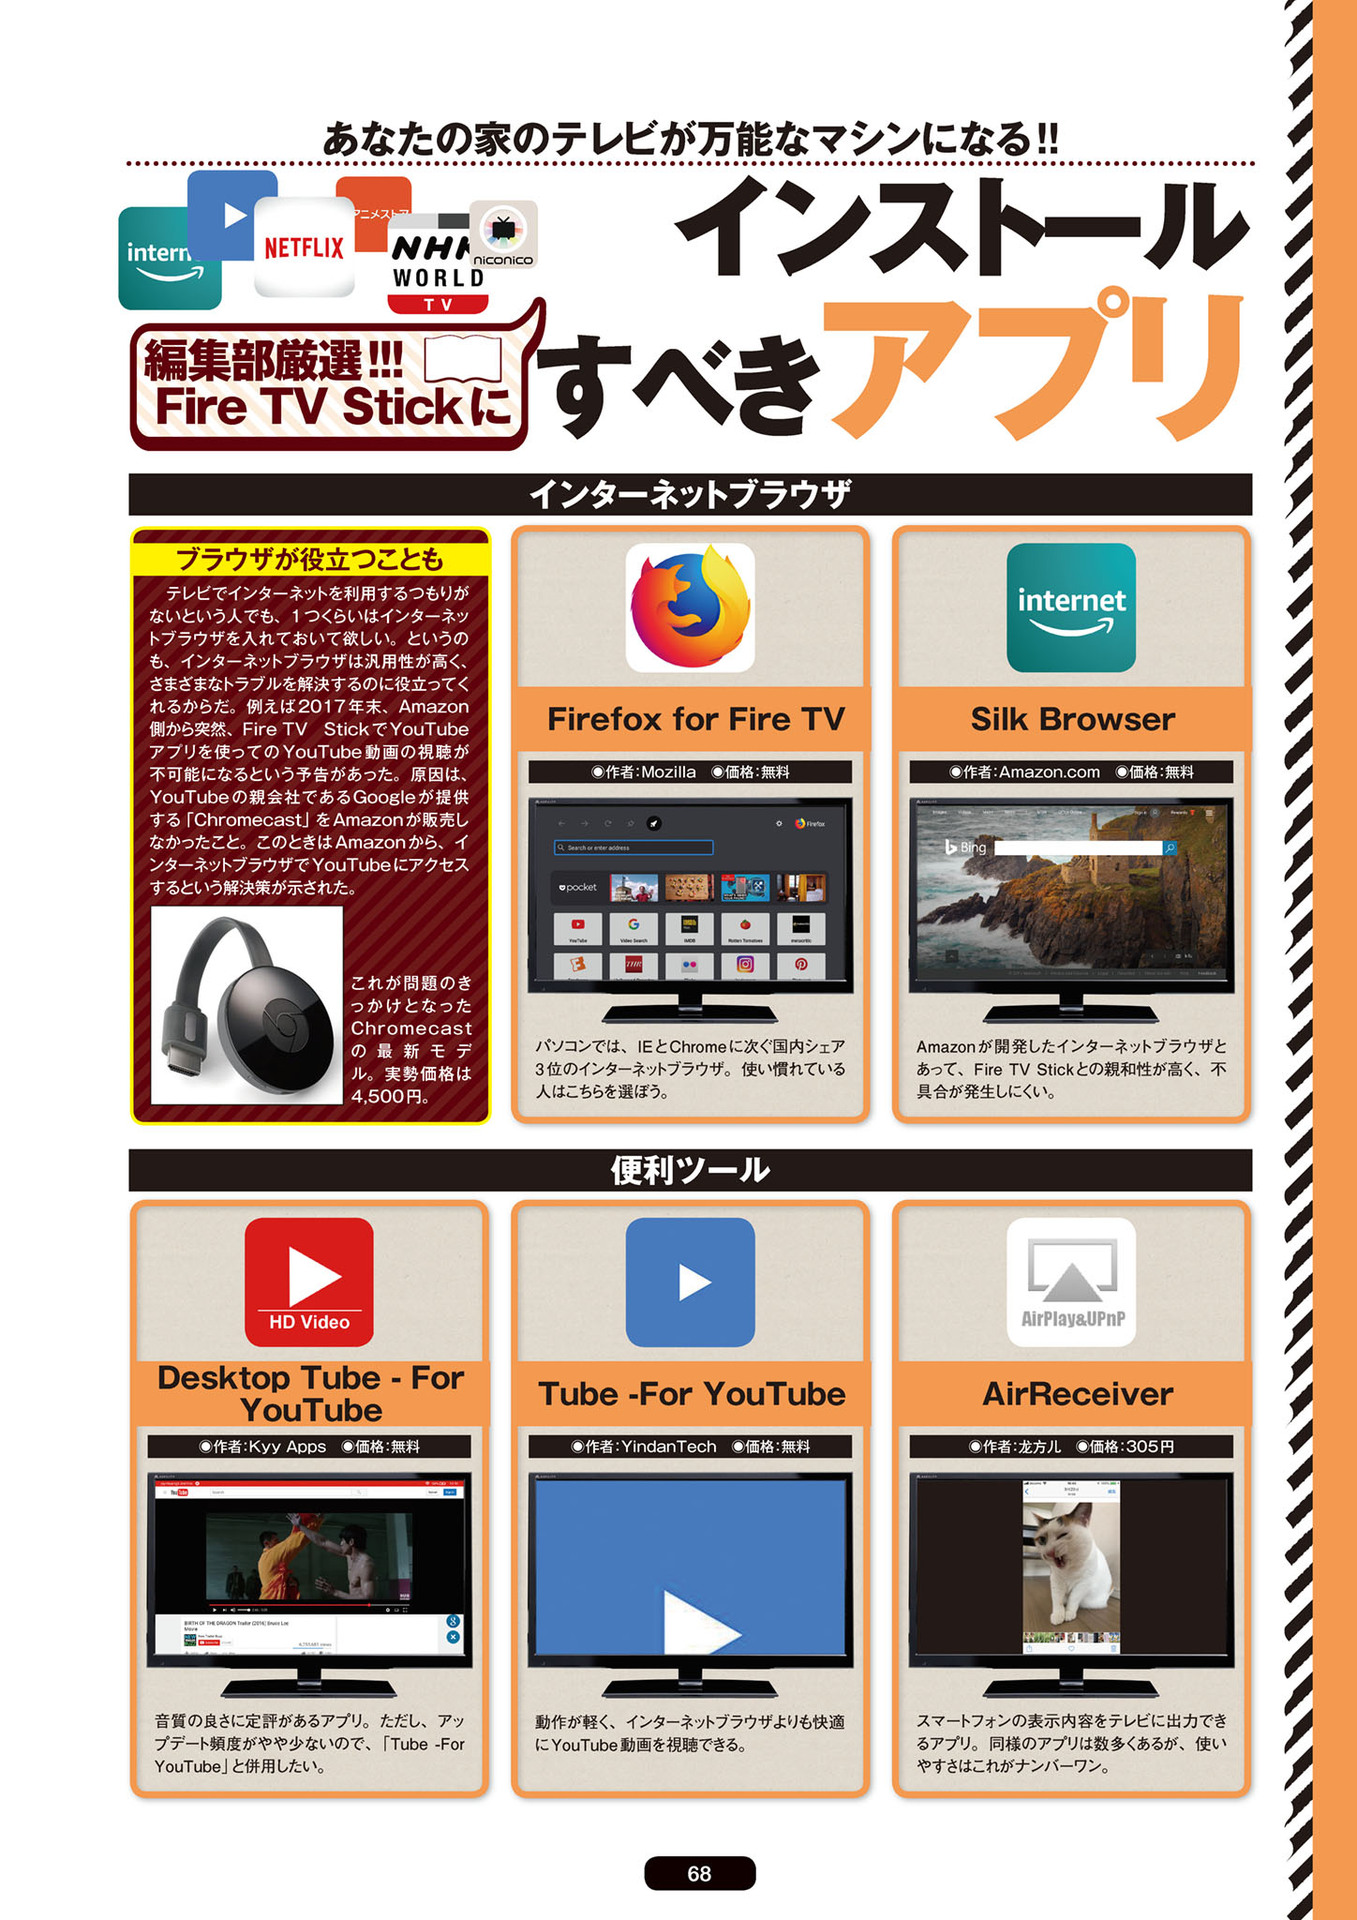 あなたの家のテレビが万能なマシンになる!!
intern
NETFLIX
アニメストア
NHK
WORLD
TV
niconico
編集部厳選!!!
Fire TV Stickに
インストール
すべきアプリ
インターネットブラウザ
ブラウザが役立つことも
テレビでインターネットを利用するつもりが
ないという人でも、1つくらいはインターネッ
トブラウザを入れておいて欲しい。というの
も、インターネットブラウザは汎用性が高く、
さまざまなトラブルを解決するのに役立ってく
れるからだ。例えば2017年末、Amazon
側から突然、Fire TV　StickでYouTube
アプリを使ってのYouTube動画の視聴が
不可能になるという予告があった。原因は、
YouTubeの親会社であるGoogleが提供
する「Chromecast」をAmazonが販売し
なかったこと。このときはAmazonから、イ
ンターネットブラウザでYouTubeにアクセス
するという解決策が示された。
これが問題のき
っかけとなった
Chromecast
の最新モデ
ル。実勢価格は
4,500円。
Firefox for Fire TV
◉作者：Mozilla　◉価格：無料
Firefox
Search or enter address
pocket
YouTube
Google Search
IMDB
Rotten Tomatoes
metacritic
THR
パソコンでは、IEとChromeに次ぐ国内シェア
3位のインターネットブラウザ。使い慣れている
人はこちらを選ぼう。
internet
Silk Browser
◉作者：Amazon.com　◉価格：無料
Sign in
Rewards
Bing
Amazonが開発したインターネットブラウザと
あって、Fire TV Stickとの親和性が高く、不
具合が発生しにくい。
便利ツール
HD Video
Desktop Tube - For
YouTube
◉作者：Kyy Apps　◉価格：無料
YouTube
Search
BIRTH OF THE DRAGON Trailer (2016) Bruce Lee
Movie
音質の良さに定評があるアプリ。ただし、アッ
プデート頻度がやや少ないので、「Tube -For
YouTube」と併用したい。
Tube -For YouTube
◉作者：YindanTech　◉価格：無料
動作が軽く、インターネットブラウザよりも快適
にYouTube動画を視聴できる。
AirPlay&UPnP
AirReceiver
◉作者：龙方儿　◉価格：305円
スマートフォンの表示内容をテレビに出力でき
るアプリ。同様のアプリは数多くあるが、使い
やすさはこれがナンバーワン。
68